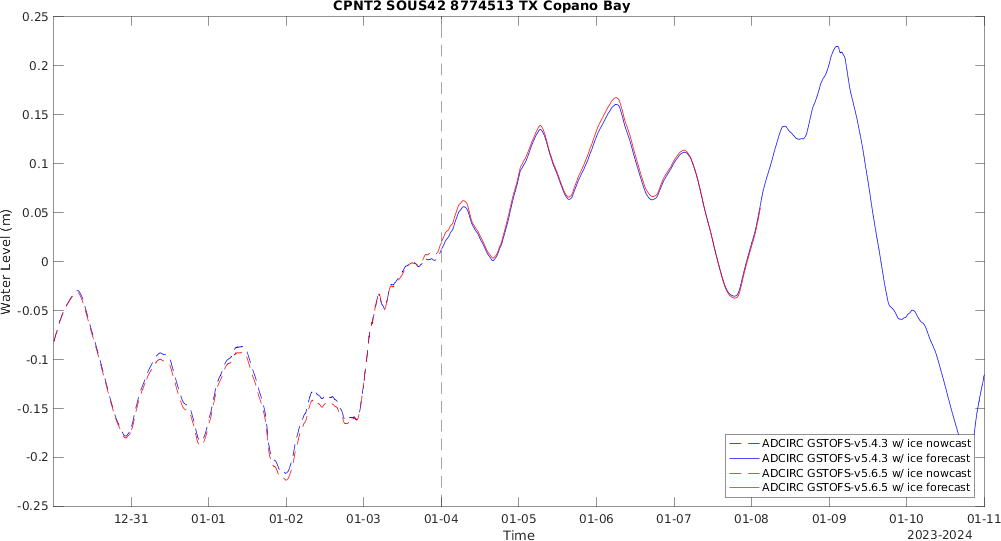 CPNT2 SOUS42 8774513 TX Copano Bay
0.25
0.2
0.15
0.1
0.05
0
-0.05
-0.1
-0.15
-0.2
-0.25
Water Level (m)
ADCIRC GSTOFS-v5.4.3 w/ ice nowcast
ADCIRC GSTOFS-v5.4.3 w/ ice forecast
ADCIRC GSTOFS-v5.6.5 w/ ice nowcast
ADCIRC GSTOFS-v5.6.5 w/ ice forecast
12-31 01-01 01-02 01-03 01-04 01-05 01-06 01-07 01-08 01-09 01-10 01-11
Time
2023-2024